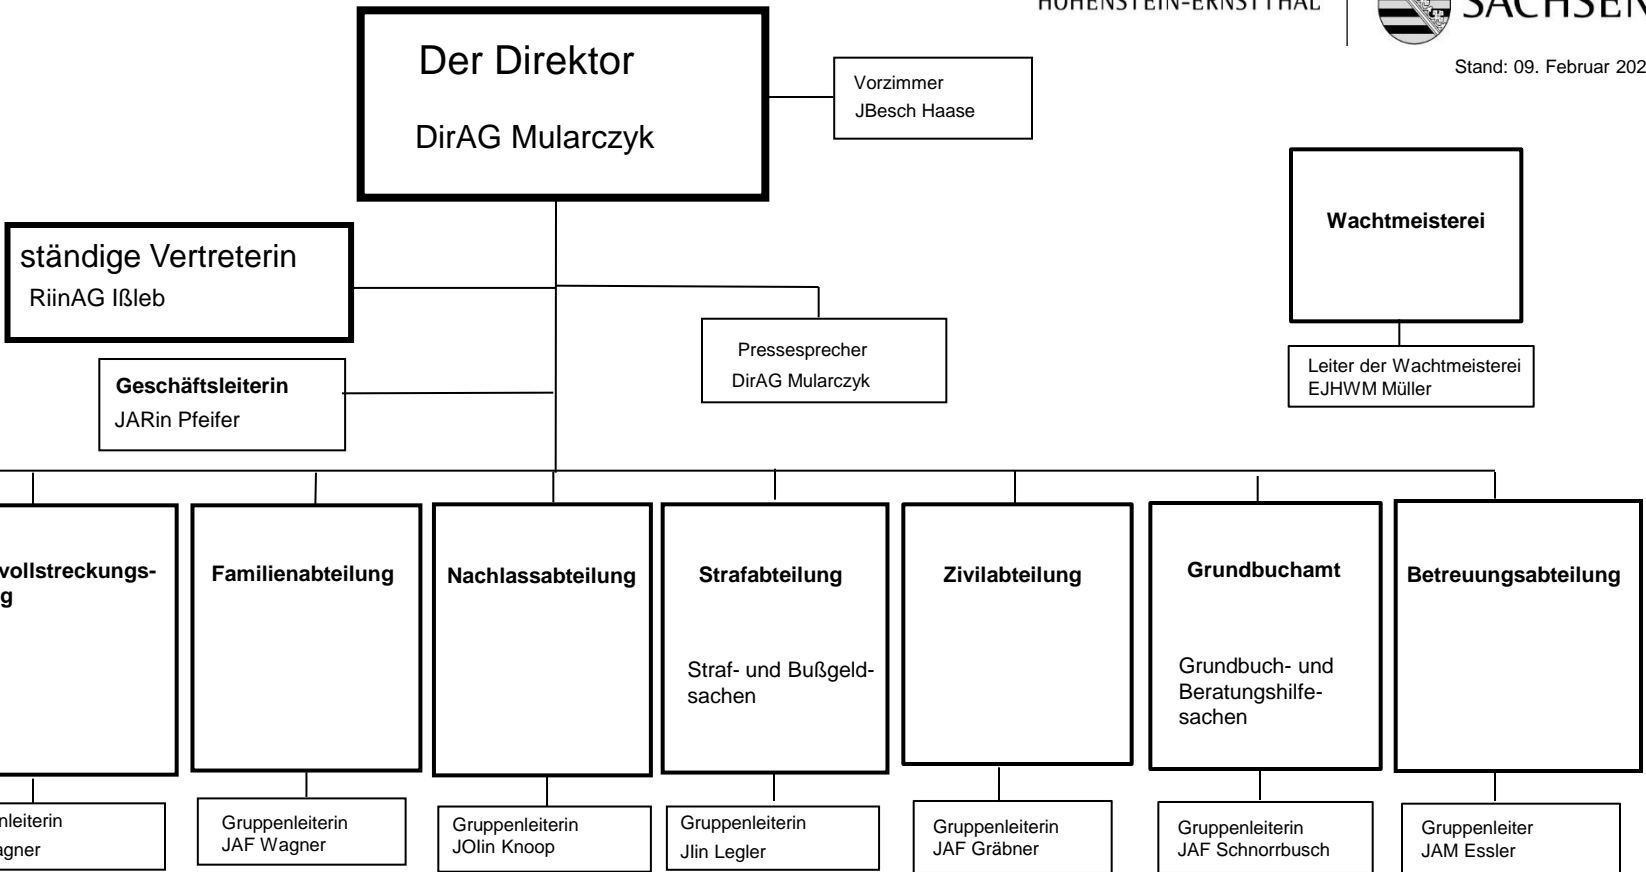 HOHENSTEIN-ERNSTTHAL
SACHSEN
Stand: 09. Februar 202
Der Direktor
DirAG Mularczyk
Vorzimmer
JBesch Haase
Wachtmeisterei
Leiter der Wachtmeisterei
EJHWM Müller
ständige Vertreterin
RiinAG Ißleb
Pressesprecher
DirAG Mularczyk
Geschäftsleiterin
JARin Pfeifer
vollstreckungs-
g
nleiterin
agner
Familienabteilung
Gruppenleiterin
JAF Wagner
Nachlassabteilung
Gruppenleiterin
JOIin Knoop
Strafabteilung
Straf- und Bußgeld-
sachen
Gruppenleiterin
JIin Legler
Zivilabteilung
Gruppenleiterin
JAF Gräbner
Grundbuchamt
Grundbuch- und
Beratungshilfe-
sachen
Gruppenleiterin
JAF Schnorrbusch
Betreuungsabteilung
Gruppenleiter
JAM Essler